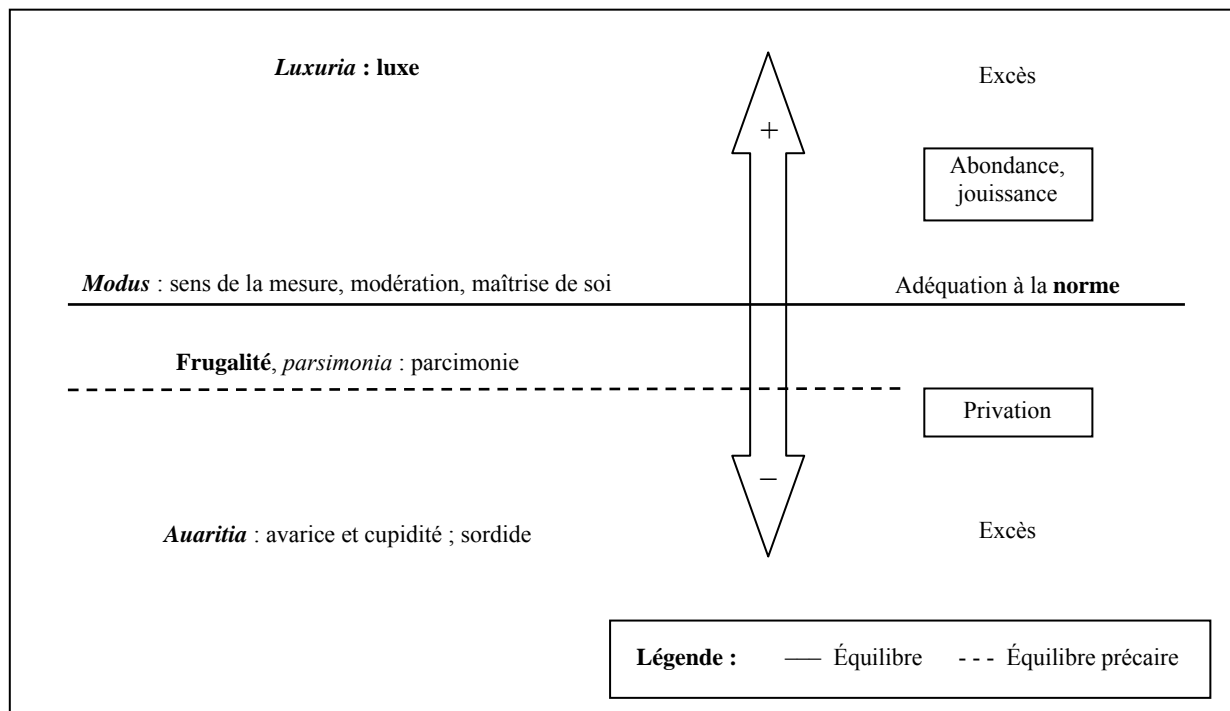 Luxuria : luxe
Excès
+
Abondance,
jouissance
Modus : sens de la mesure, modération, maîtrise de soi
Adéquation à la norme
Frugalité, parsimonia : parcimonie
Privation
–
Auaritia : avarice et cupidité ; sordide
Excès
Légende : —— Équilibre - - - Équilibre précaire